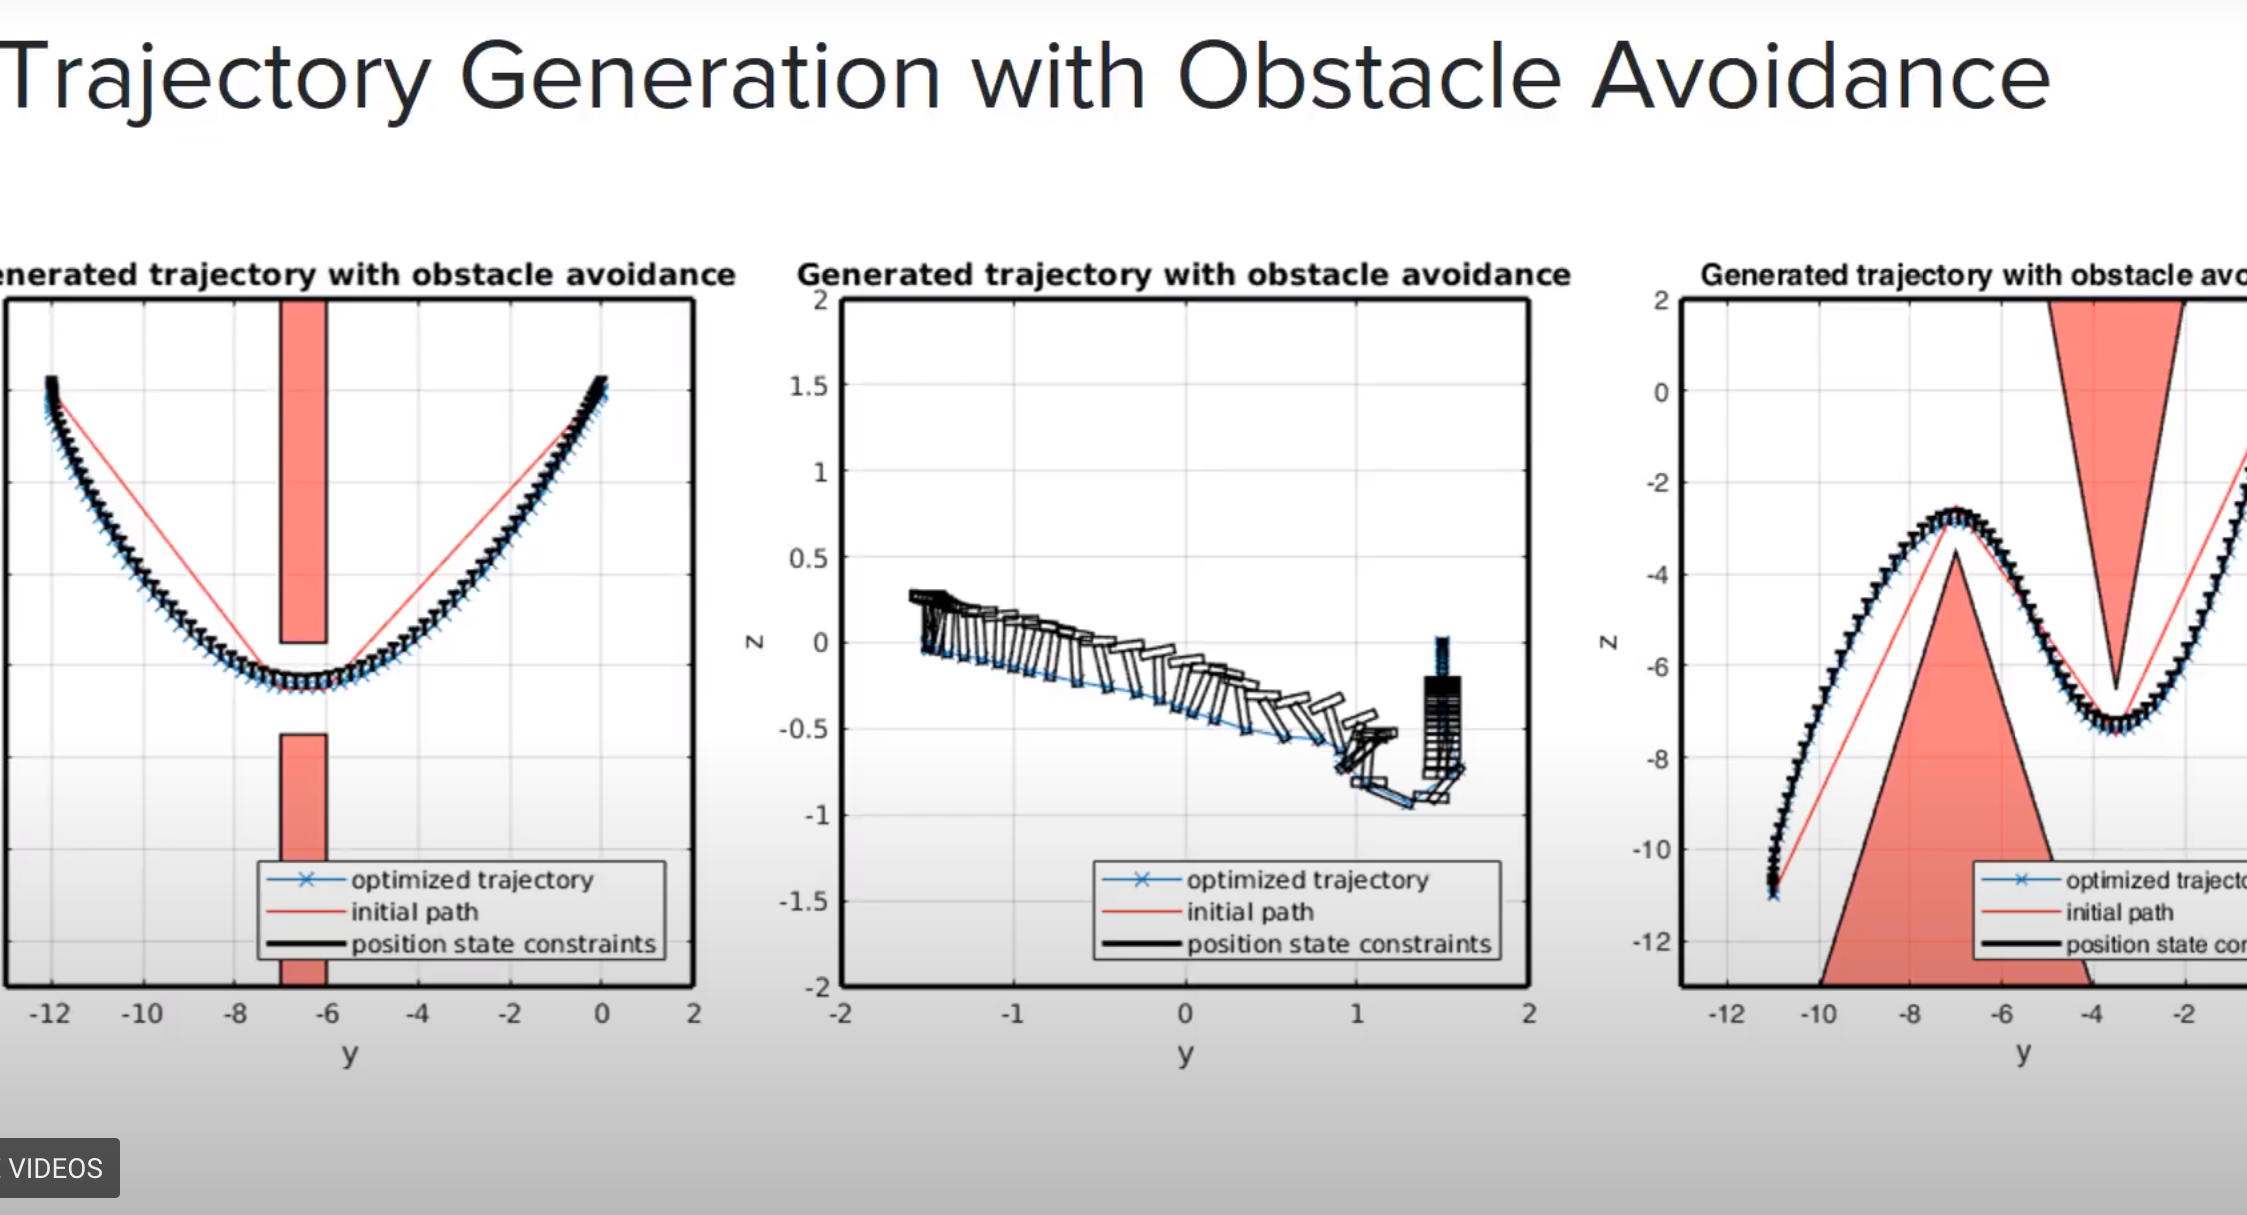 Trajectory Generation with Obstacle Avoidance
enerated trajectory with obstacle avoidance
optimized trajectory
initial path
position state constraints
-12 -10 -8 -6 -4 -2 0 2
y
Generated trajectory with obstacle avoidance
2
1.5
1
0.5
0
-0.5
-1
-1.5
-2
z
optimized trajectory
initial path
position state constraints
-2 -1 0 1 2
y
Generated trajectory with obstacle avo
2
0
-2
-4
-6
-8
-10
-12
z
optimized trajecto
initial path
position state con
-12 -10 -8 -6 -4 -2
y
VIDEOS